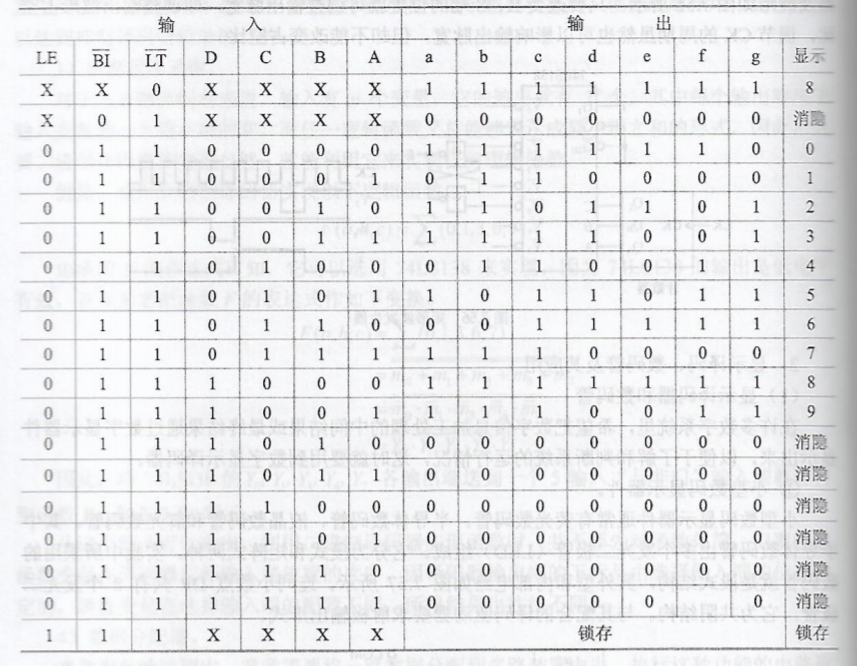 输 入 输 出
LE BI LT D C B A a b c d e f g 显示
X X 0 X X X X 1 1 1 1 1 1 1 8
X 0 1 X X X X 0 0 0 0 0 0 0 消隐
0 1 1 0 0 0 0 1 1 1 1 1 1 0 0
0 1 1 0 0 0 1 0 1 1 0 0 0 0 1
0 1 1 0 0 1 0 1 1 0 1 1 0 1 2
0 1 1 0 0 1 1 1 1 1 1 0 0 1 3
0 1 1 0 1 0 0 0 1 1 0 0 1 1 4
0 1 1 0 1 0 1 1 0 1 1 0 1 1 5
0 1 1 0 1 1 0 0 0 1 1 1 1 1 6
0 1 1 0 1 1 1 1 1 1 0 0 0 0 7
0 1 1 1 0 0 0 1 1 1 1 1 1 1 8
0 1 1 1 0 0 1 1 1 1 0 0 1 1 9
0 1 1 1 0 1 0 0 0 0 0 0 0 0 消隐
0 1 1 1 0 1 1 0 0 0 0 0 0 0 消隐
0 1 1 1 1 0 0 0 0 0 0 0 0 0 消隐
0 1 1 1 1 0 1 0 0 0 0 0 0 0 消隐
0 1 1 1 1 1 0 0 0 0 0 0 0 0 消隐
0 1 1 1 1 1 1 0 0 0 0 0 0 0 消隐
1 1 1 X X X X 锁存 锁存